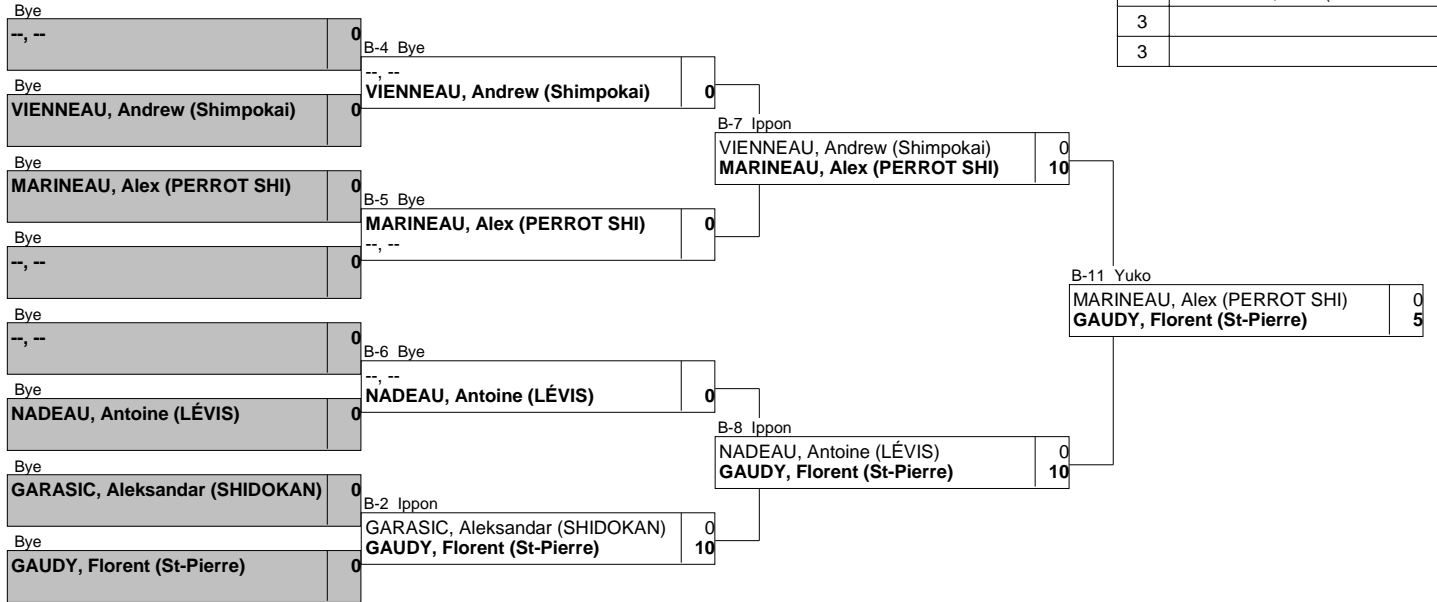 3
3
Bye
--, -- 0
Bye
VIENNEAU, Andrew (Shimpokai) 0
Bye
MARINEAU, Alex (PERROT SHI) 0
Bye
--, -- 0
Bye
--, -- 0
Bye
NADEAU, Antoine (LÉVIS) 0
Bye
GARASIC, Aleksandar (SHIDOKAN) 0
Bye
GAUDY, Florent (St-Pierre) 0
B-4 Bye
--, --
VIENNEAU, Andrew (Shimpokai) 0
B-5 Bye
MARINEAU, Alex (PERROT SHI) 0
--, --
B-6 Bye
--, --
NADEAU, Antoine (LÉVIS) 0
B-2 Ippon
GARASIC, Aleksandar (SHIDOKAN) 0
GAUDY, Florent (St-Pierre) 10
B-7 Ippon
VIENNEAU, Andrew (Shimpokai) 0
MARINEAU, Alex (PERROT SHI) 10
B-8 Ippon
NADEAU, Antoine (LÉVIS) 0
GAUDY, Florent (St-Pierre) 10
B-11 Yuko
MARINEAU, Alex (PERROT SHI) 0
GAUDY, Florent (St-Pierre) 5